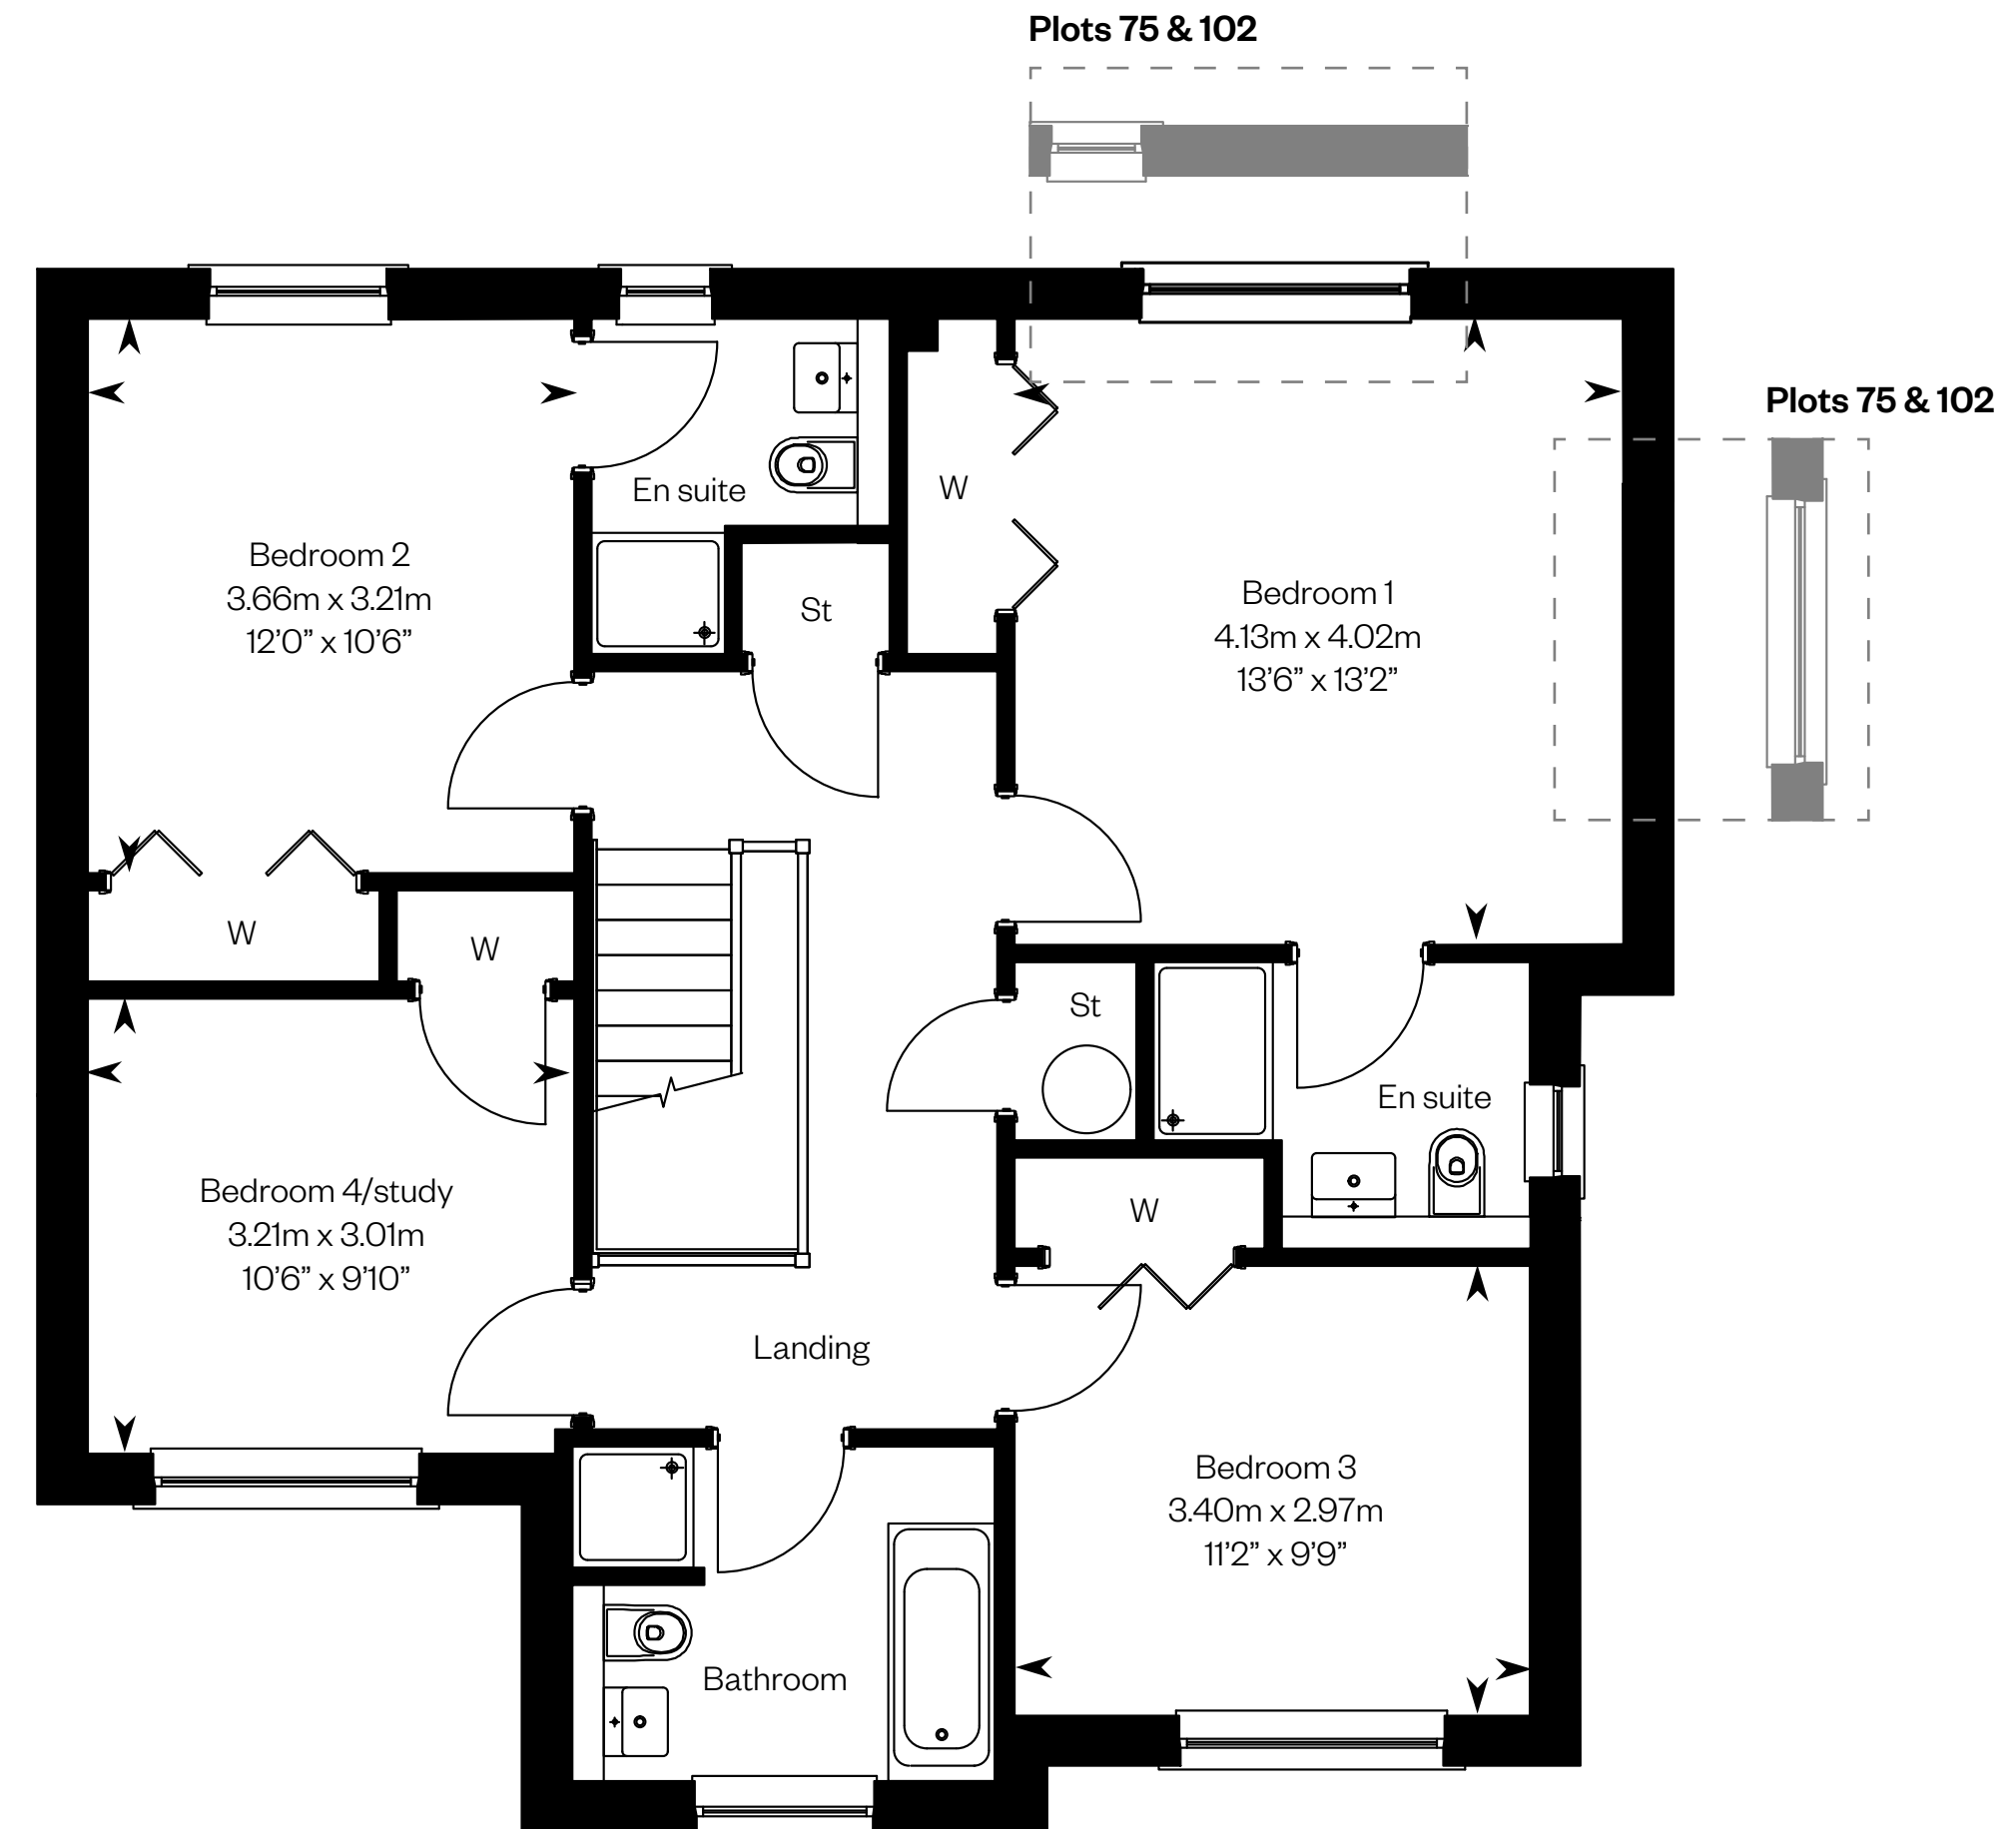 Plots 75 & 102
Plots 75 & 102
En suite
W
Bedroom 2
3.66m x 3.21m
12’0” x 10’6”
St
Bedroom 1
4.13m x 4.02m
13’6” x 13’2”
W
W
St
En suite
Bedroom 4/study
3.21m x 3.01m
10’6” x 9’10”
W
Landing
Bedroom 3
3.40m x 2.97m
11’2” x 9’9”
Bathroom